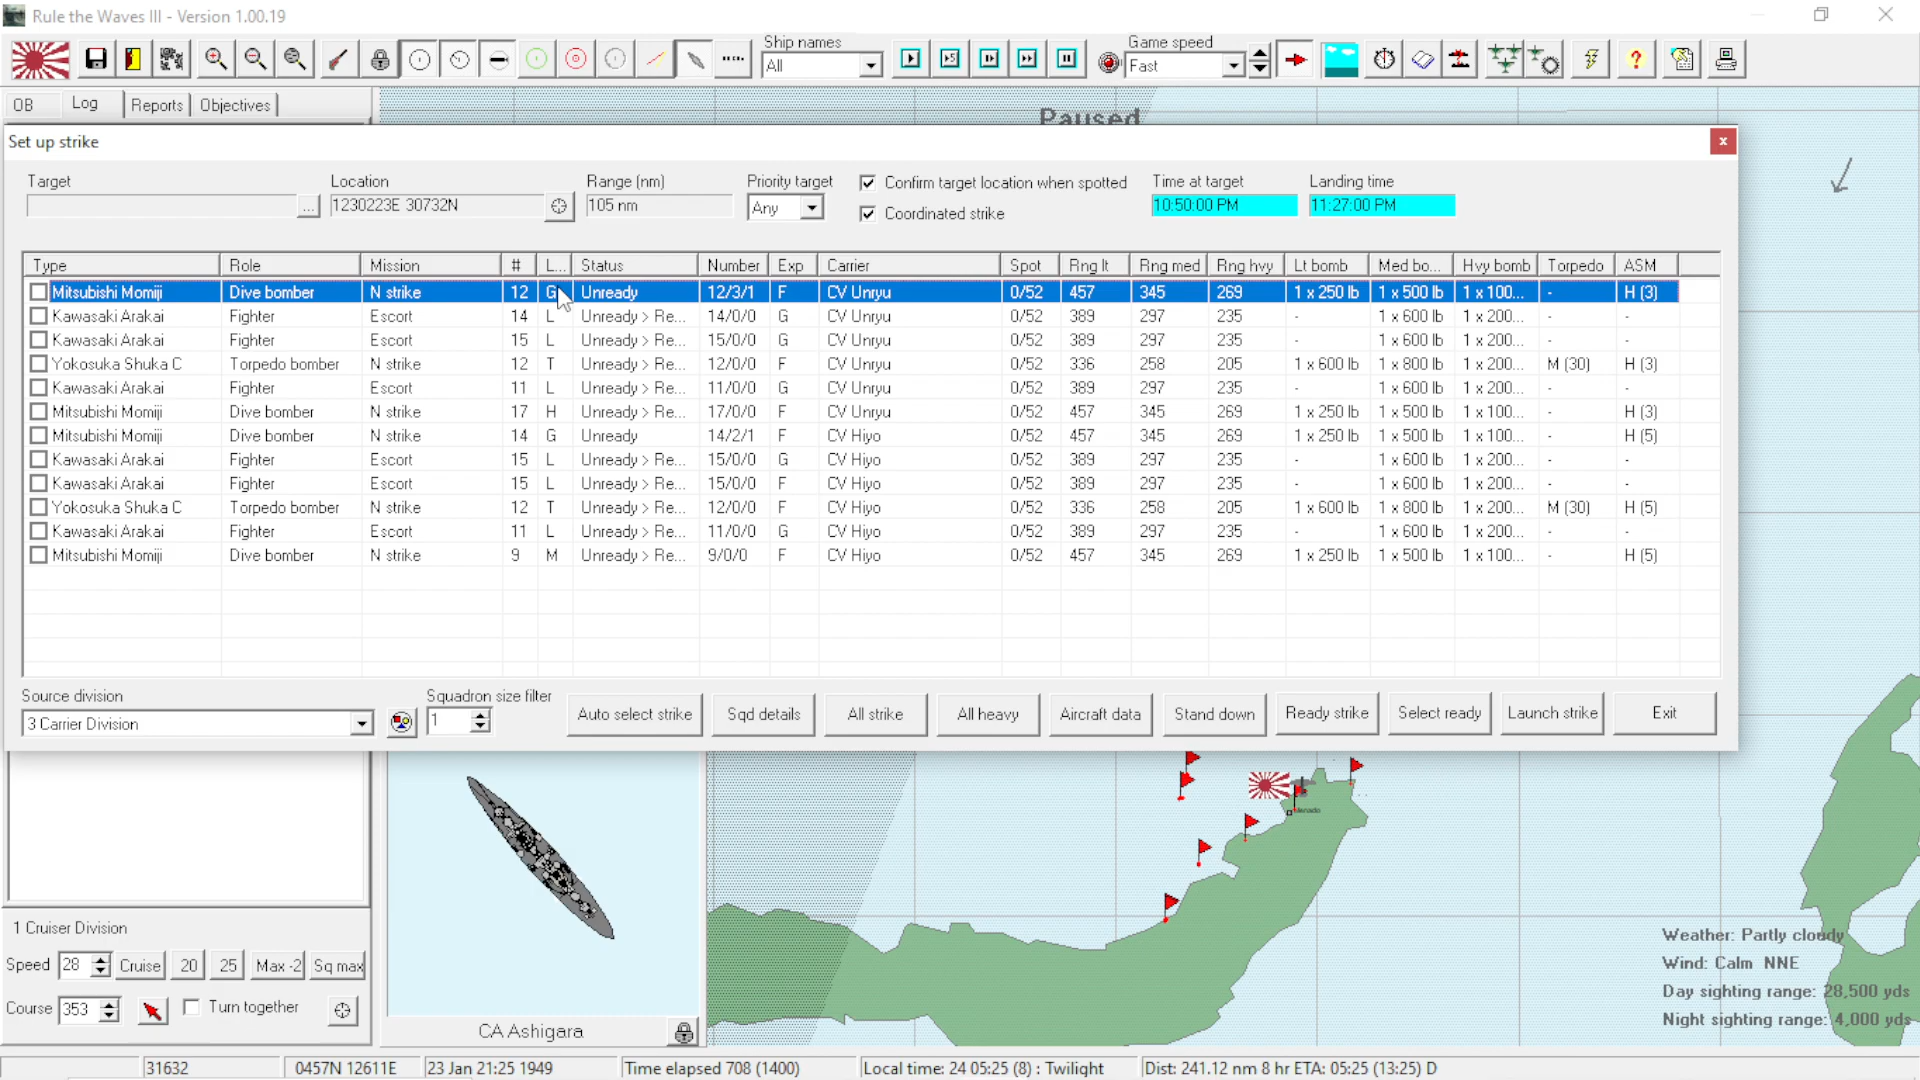 Rule the Waves III - Version 1.00.19
Ship names
All
Game speed
Fast
OB Log Reports Objectives
Paused
Set up strike
Target Location Range (nm) Priority target Confirm target location when spotted Time at target Landing time
... 1230223E 30732N 105 nm Any Coordinated strike 10:50:00 PM 11:27:00 PM
Type Role Mission # L... Status Number Exp Carrier Spot Rng lt Rng med Rng hvy Lt bomb Med bo... Hvy bomb Torpedo ASM
Mitsubishi Momiji Dive bomber N strike 12 G Unready 12/3/1 F CV Unryu 0/52 457 345 269 1 x 250 lb 1 x 500 lb 1 x 100... - H (3)
Kawasaki Arakai Fighter Escort 14 L Unready > Re... 14/0/0 G CV Unryu 0/52 389 297 235 - 1 x 600 lb 1 x 200... - -
Kawasaki Arakai Fighter Escort 15 L Unready > Re... 15/0/0 G CV Unryu 0/52 389 297 235 - 1 x 600 lb 1 x 200... - -
Yokosuka Shuka C Torpedo bomber N strike 12 T Unready > Re... 12/0/0 F CV Unryu 0/52 336 258 205 1 x 600 lb 1 x 800 lb 1 x 200... M (30) H (3)
Kawasaki Arakai Fighter Escort 11 L Unready > Re... 11/0/0 G CV Unryu 0/52 389 297 235 - 1 x 600 lb 1 x 200... - -
Mitsubishi Momiji Dive bomber N strike 17 H Unready > Re... 17/0/0 F CV Unryu 0/52 457 345 269 1 x 250 lb 1 x 500 lb 1 x 100... - H (3)
Mitsubishi Momiji Dive bomber N strike 14 G Unready 14/2/1 F CV Hiyo 0/52 457 345 269 1 x 250 lb 1 x 500 lb 1 x 100... - H (5)
Kawasaki Arakai Fighter Escort 15 L Unready > Re... 15/0/0 G CV Hiyo 0/52 389 297 235 - 1 x 600 lb 1 x 200... - -
Kawasaki Arakai Fighter Escort 15 L Unready > Re... 15/0/0 G CV Hiyo 0/52 389 297 235 - 1 x 600 lb 1 x 200... - -
Yokosuka Shuka C Torpedo bomber N strike 12 T Unready > Re... 12/0/0 F CV Hiyo 0/52 336 258 205 1 x 600 lb 1 x 800 lb 1 x 200... M (30) H (5)
Kawasaki Arakai Fighter Escort 11 L Unready > Re... 11/0/0 G CV Hiyo 0/52 389 297 235 - 1 x 600 lb 1 x 200... - -
Mitsubishi Momiji Dive bomber N strike 9 M Unready > Re... 9/0/0 F CV Hiyo 0/52 457 345 269 1 x 250 lb 1 x 500 lb 1 x 100... - H (5)
Source division Squadron size filter
3 Carrier Division 1 Auto select strike Sqd details All strike All heavy Aircraft data Stand down Ready strike Select ready Launch strike Exit
1 Cruiser Division
Speed 28 Cruise 20 25 Max -2 Sq max
Course 353 Turn together
CA Ashigara
Weather: Partly cloudy
Wind: Calm NNE
Day sighting range: 28,500 yds
Night sighting range: 4,000 yds
31632 0457N 12611E 23 Jan 21:25 1949 Time elapsed 708 (1400) Local time: 24 05:25 (8) : Twilight Dist: 241.12 nm 8 hr ETA: 05:25 (13:25) D